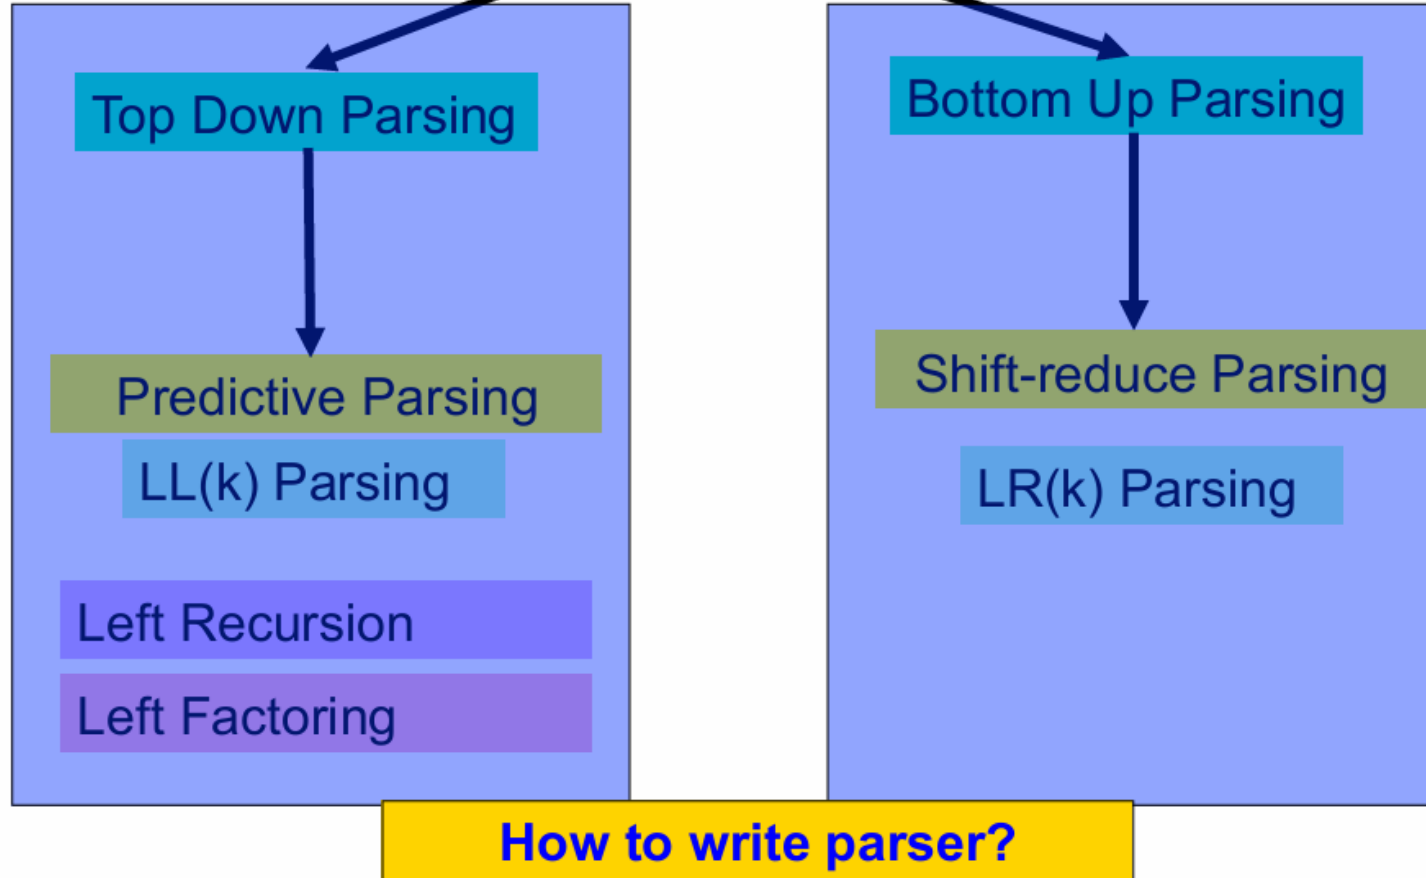 Top Down Parsing
Predictive Parsing
LL(k) Parsing
Left Recursion
Left Factoring
Bottom Up Parsing
Shift-reduce Parsing
LR(k) Parsing
How to write parser?